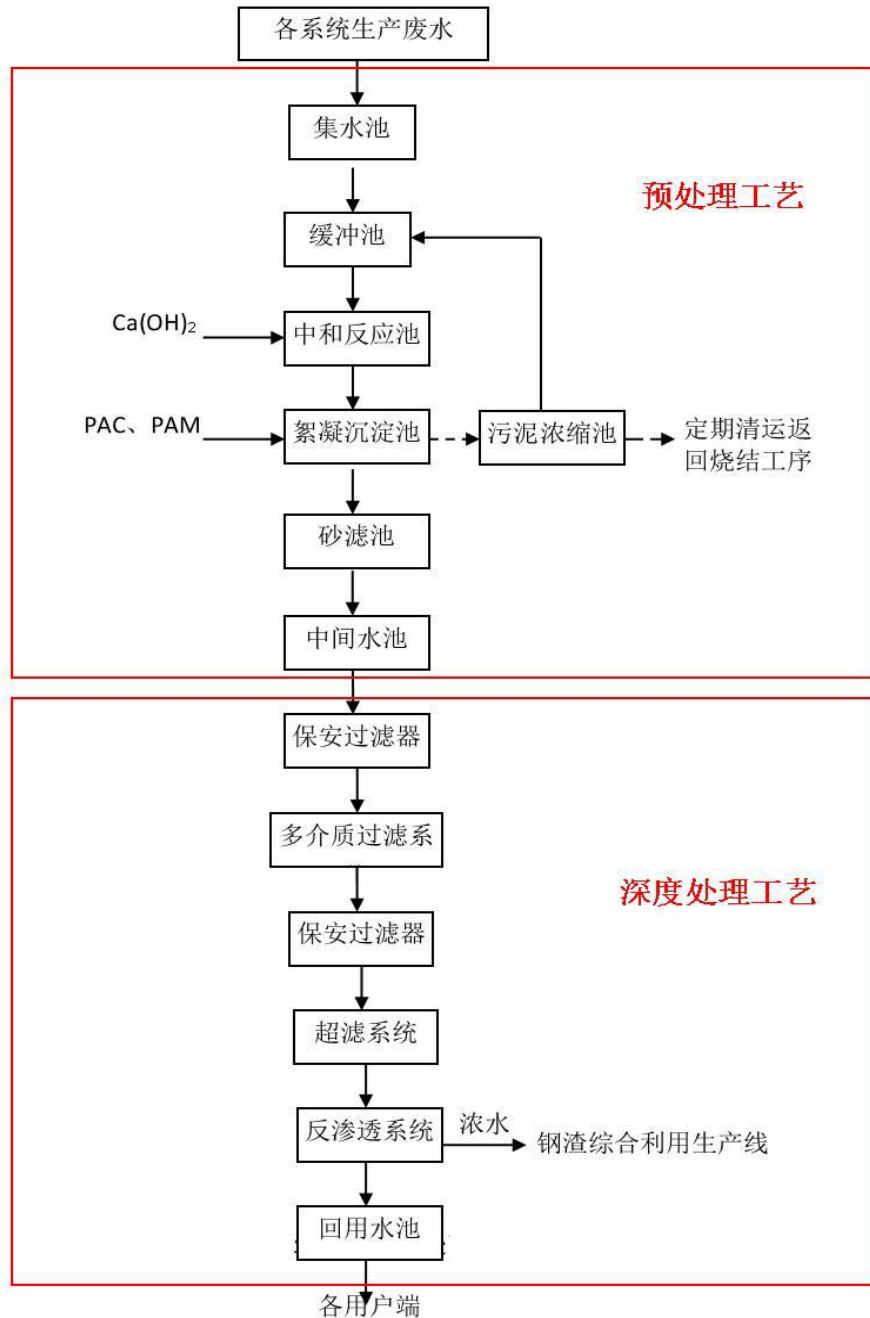 各系统生产废水
集水池
预处理工艺
缓冲池
Ca(OH)₂
中和反应池
PAC、PAM
絮凝沉淀池
污泥浓缩池
定期清运返
回烧结工序
砂滤池
中间水池
保安过滤器
多介质过滤系
深度处理工艺
保安过滤器
超滤系统
反渗透系统
浓水
钢渣综合利用生产线
回用水池
各用户端